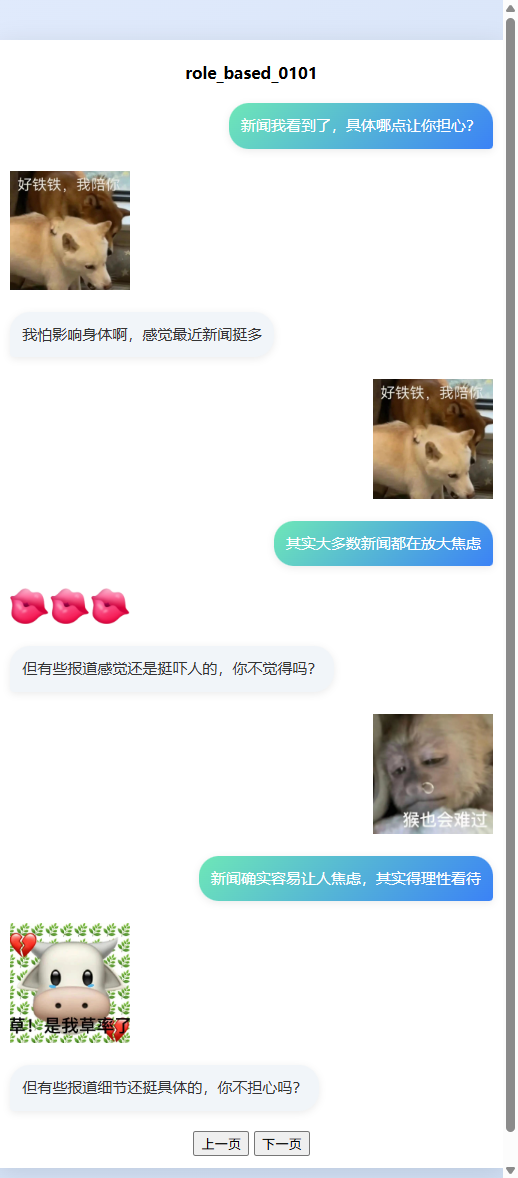 role_based_0101
新闻我看到了，具体哪点让你担心？
好铁铁，我陪你
我怕影响身体啊，感觉最近新闻挺多
好铁铁，我陪你
其实大多数新闻都在放大焦虑
但有些报道感觉还是挺吓人的，你不觉得吗？
猴也会难过
新闻确实容易让人焦虑，其实得理性看待
草！是我草率了
但有些报道细节还挺具体的，你不担心吗？
上一页 下一页